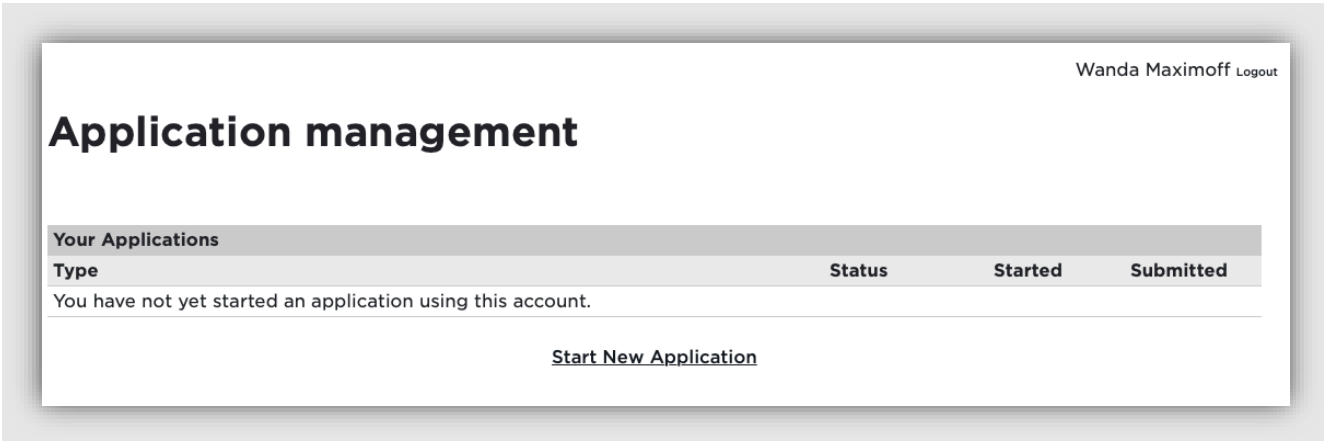 Wanda Maximoff Logout
Application management
Your Applications
Type Status Started Submitted
You have not yet started an application using this account.
Start New Application